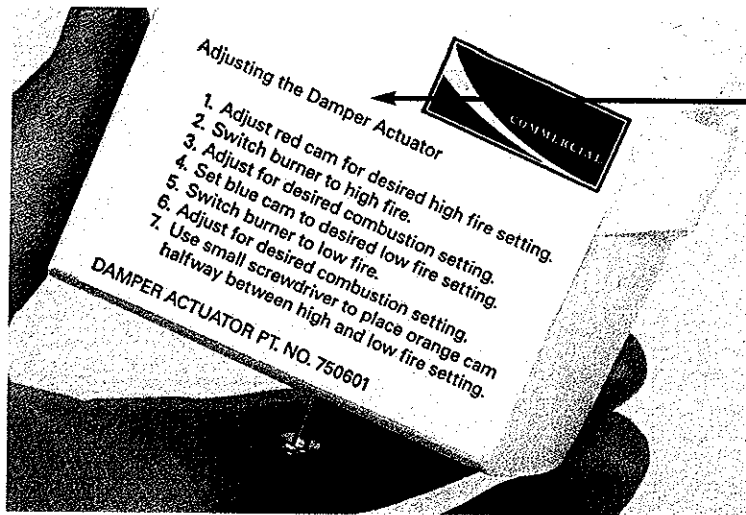 Adjusting the Damper Actuator
COMMERCIAL
1. Adjust red cam for desired high fire setting.
2. Switch burner to high fire.
3. Adjust for desired combustion setting.
4. Set blue cam to desired low fire setting.
5. Switch burner to low fire.
6. Adjust for desired combustion setting.
7. Use small screwdriver to place orange cam
halfway between high and low fire setting.
DAMPER ACTUATOR PT. NO. 750601